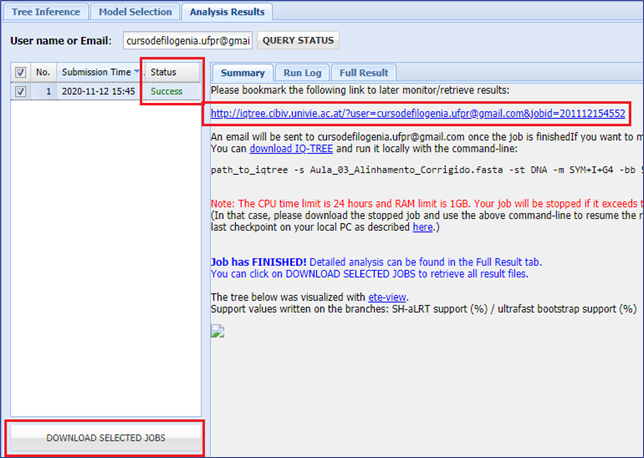 Tree Inference Model Selection Analysis Results
User name or Email: cursodefilogenia.ufpr@gmai QUERY STATUS
No. Submission Time Status
1 2020-11-12 15:45 Success
Summary Run Log Full Result
Please bookmark the following link to later monitor/retrieve results:
http://iqtree.cibiv.univie.ac.at/?user=cursodefilogenia.ufpr@gmail.com&jobid=201112154552
An email will be sent to cursodefilogenia.ufpr@gmail.com once the job is finishedIf you want to m
You can download IQ-TREE and run it locally with the command-line:
path_to_iqtree -s Aula_03_Alinhamento_Corrigido.fasta -st DNA -m SYM+I+G4 -bb 5
Note: The CPU time limit is 24 hours and RAM limit is 1GB. Your job will be stopped if it exceeds t
(In that case, please download the stopped job and use the above command-line to resume the r
last checkpoint on your local PC as described here.)
Job has FINISHED! Detailed analysis can be found in the Full Result tab.
You can click on DOWNLOAD SELECTED JOBS to retrieve all result files.
The tree below was visualized with ete-view.
Support values written on the branches: SH-aLRT support (%) / ultrafast bootstrap support (%)
DOWNLOAD SELECTED JOBS